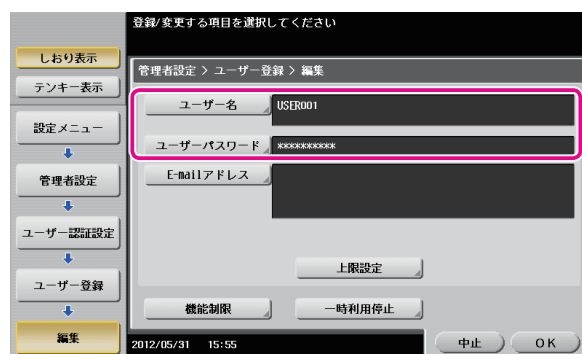 登録/変更する項目を選択してください
しおり表示
テンキー表示
設定メニュー
管理者設定
ユーザー認証設定
ユーザー登録
編集
管理者設定 > ユーザー登録 > 編集
ユーザー名 USER001
ユーザーパスワード **********
E-mailアドレス
上限設定
機能制限 一時利用停止
2012/05/31 15:55 中止 OK